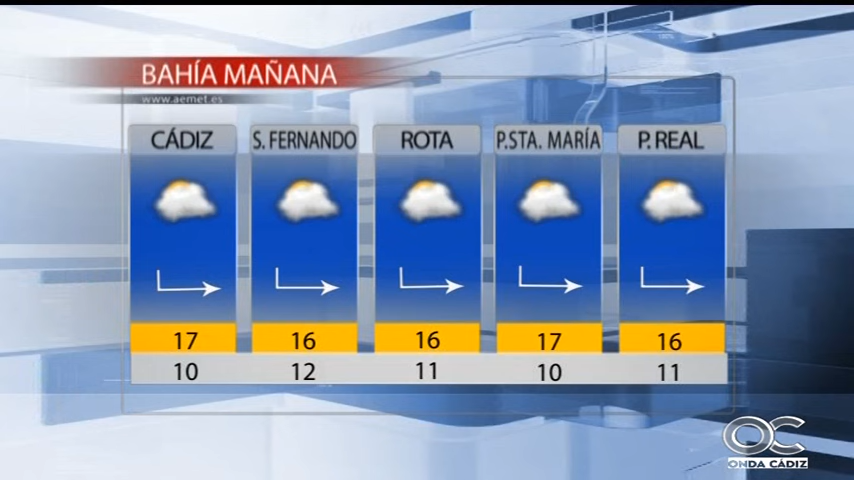 BAHÍA MAÑANA
www.aemet.es
CÁDIZ S. FERNANDO ROTA P.STA. MARÍA P. REAL
17 16 16 17 16
10 12 11 10 11
OC
ONDA CÁDIZ